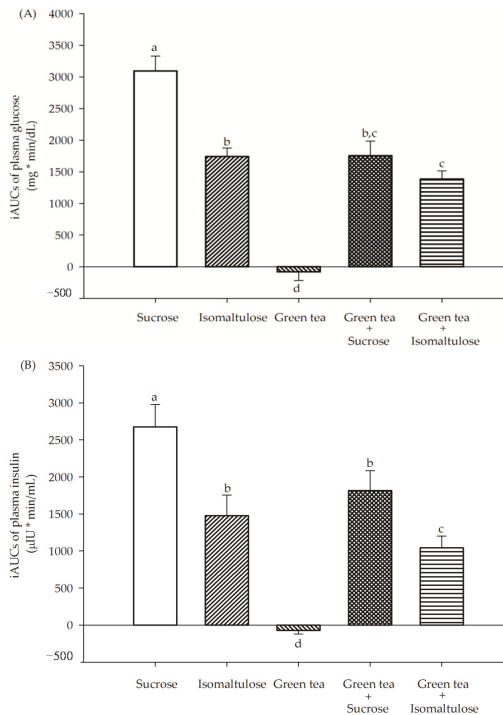 (A)
iAUCs of plasma glucose
(mg * min/dL)
4000
3500
3000
2500
2000
1500
1000
500
0
−500
a
b
d
b,c
c
Sucrose
Isomaltulose
Green tea
Green tea
+
Sucrose
Green tea
+
Isomaltulose
(B)
iAUCs of plasma insulin
(μIU * min/mL)
3500
3000
2500
2000
1500
1000
500
0
−500
a
b
d
b
c
Sucrose
Isomaltulose
Green tea
Green tea
+
Sucrose
Green tea
+
Isomaltulose